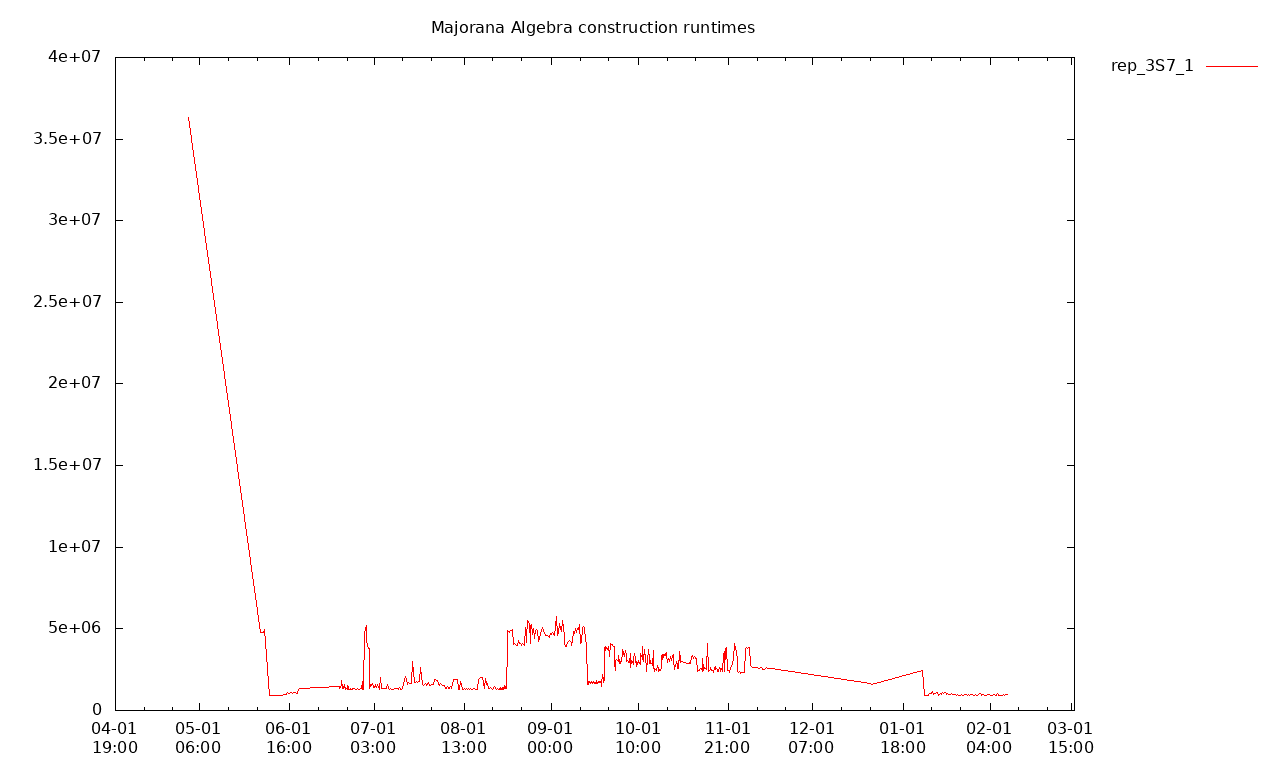 Majorana Algebra construction runtimes
rep_3S7_1
4e+07
3.5e+07
3e+07
2.5e+07
2e+07
1.5e+07
1e+07
5e+06
0
04-01 05-01 06-01 07-01 08-01 09-01 10-01 11-01 12-01 01-01 02-01 03-01
19:00 06:00 16:00 03:00 13:00 00:00 10:00 21:00 07:00 18:00 04:00 15:00